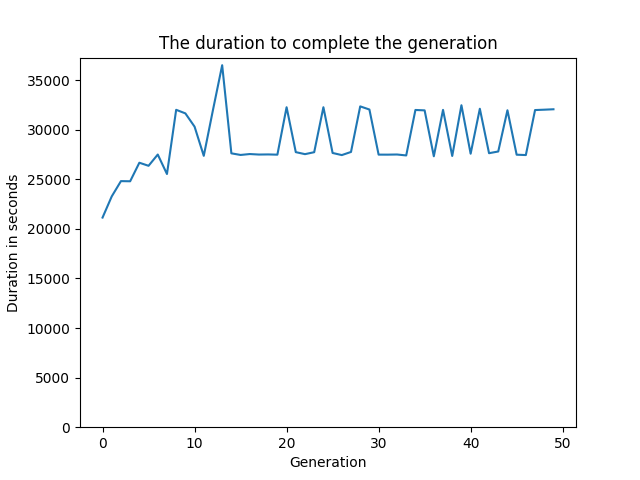 The duration to complete the generation
35000
30000
25000
20000
15000
10000
5000
0
Duration in seconds
0 10 20 30 40 50
Generation